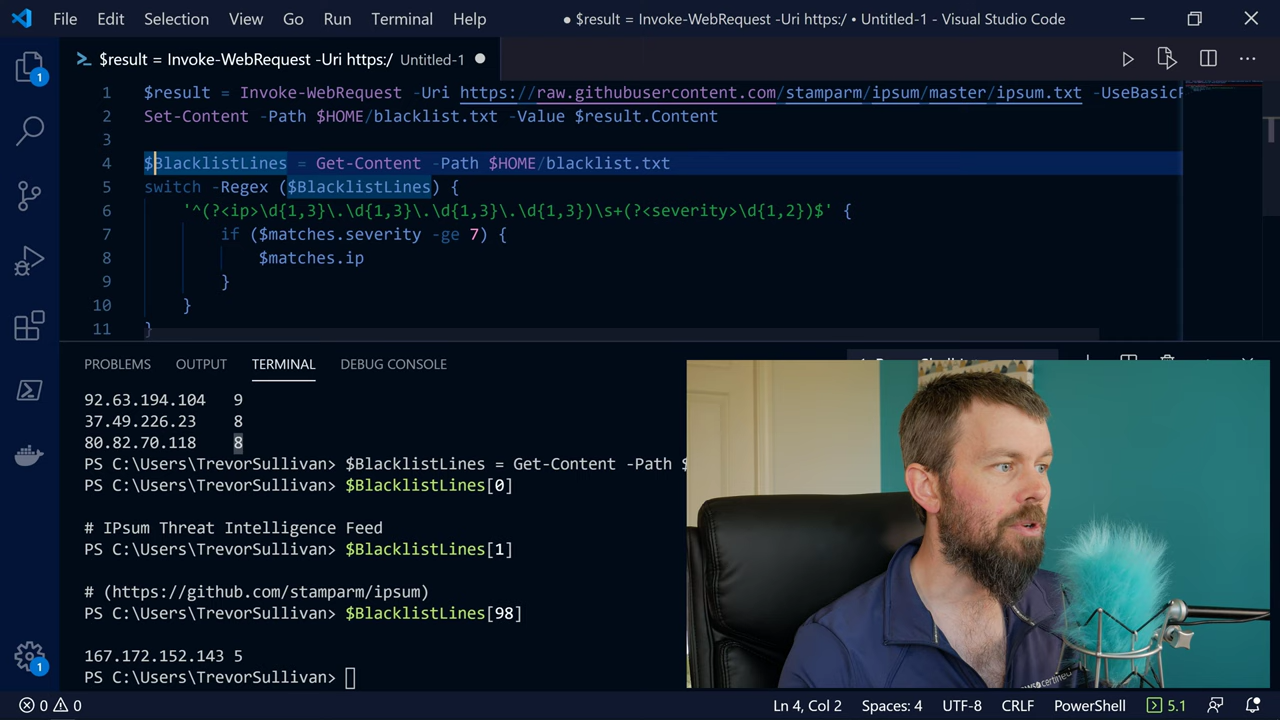 File Edit Selection View Go Run Terminal Help ● $result = Invoke-WebRequest -Uri https:/ • Untitled-1 - Visual Studio Code
$result = Invoke-WebRequest -Uri https:/ Untitled-1
1 $result = Invoke-WebRequest -Uri https://raw.githubusercontent.com/stamparm/ipsum/master/ipsum.txt -UseBasicP
2 Set-Content -Path $HOME/blacklist.txt -Value $result.Content
3
4 $BlacklistLines = Get-Content -Path $HOME/blacklist.txt
5 switch -Regex ($BlacklistLines) {
6 '^(?<ip>\d{1,3}\.\d{1,3}\.\d{1,3}\.\d{1,3})\s+(?<severity>\d{1,2})$' {
7 if ($matches.severity -ge 7) {
8 $matches.ip
9 }
10 }
11 }
PROBLEMS OUTPUT TERMINAL DEBUG CONSOLE
92.63.194.104 9
37.49.226.23 8
80.82.70.118 8
PS C:\Users\TrevorSullivan> $BlacklistLines = Get-Content -Path $
PS C:\Users\TrevorSullivan> $BlacklistLines[0]
# IPsum Threat Intelligence Feed
PS C:\Users\TrevorSullivan> $BlacklistLines[1]
# (https://github.com/stamparm/ipsum)
PS C:\Users\TrevorSullivan> $BlacklistLines[98]
167.172.152.143 5
PS C:\Users\TrevorSullivan>
1
1
certified
0 0 Ln 4, Col 2 Spaces: 4 UTF-8 CRLF PowerShell 5.1